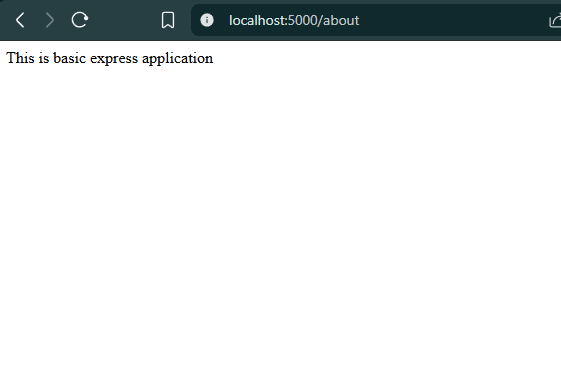 localhost:5000/about
This is basic express application